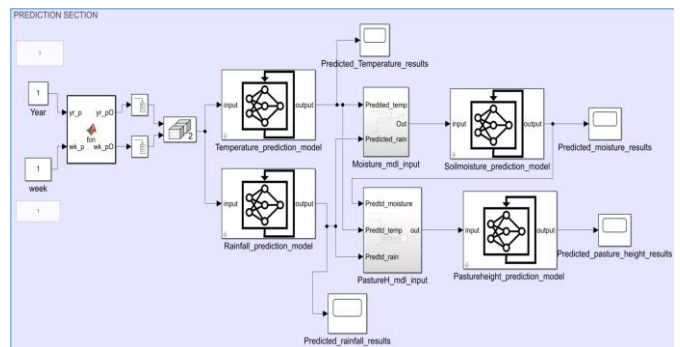 PREDICTION SECTION
1
Predicted_Temperature_results
1
Year
yr_p
yr_pO
fcn
wk_p
wk_pO
1
week
1
2
input
output
Temperature_prediction_model
input
output
Rainfall_prediction_model
Predited_temp
Out
Predicted_rain
Moisture_mdl_input
input
output
Soilmoisture_prediction_model
Predicted_moisture_results
Predtd_moisture
Predtd_temp
out
Predtd_rain
PastureH_mdl_input
input
output
Pastureheight_prediction_model
Predicted_pasture_height_results
Predicted_rainfall_results